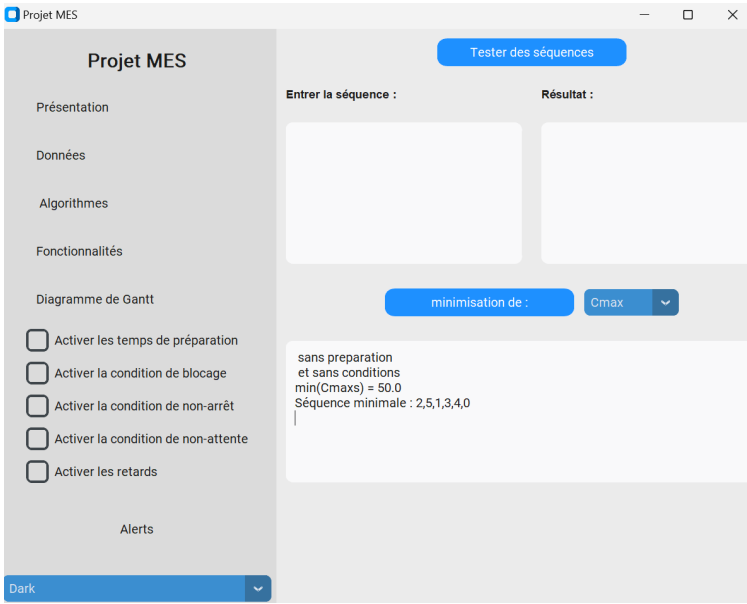 Projet MES
Projet MES
Présentation
Données
Algorithmes
Fonctionnalités
Diagramme de Gantt
Activer les temps de préparation
Activer la condition de blocage
Activer la condition de non-arrêt
Activer la condition de non-attente
Activer les retards
Alerts
Dark
Tester des séquences
Entrer la séquence :
Résultat :
minimisation de :
Cmax
sans preparation
et sans conditions
min(Cmaxs) = 50.0
Séquence minimale : 2,5,1,3,4,0